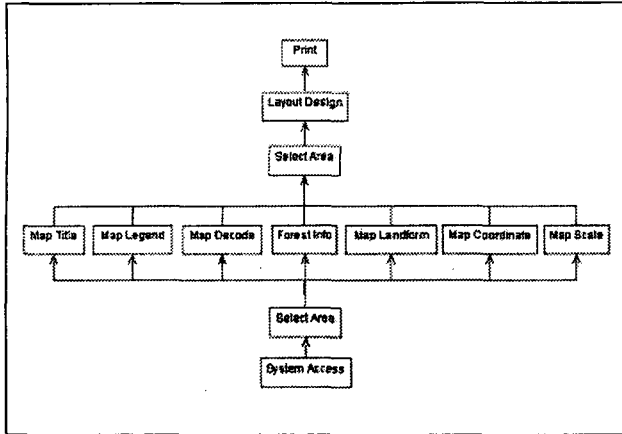 Print
Layout Design
Select Area
Map Title Map Legend Map Decode Forest Info Map Landform Map Coordinate Map Scale
Select Area
System Access